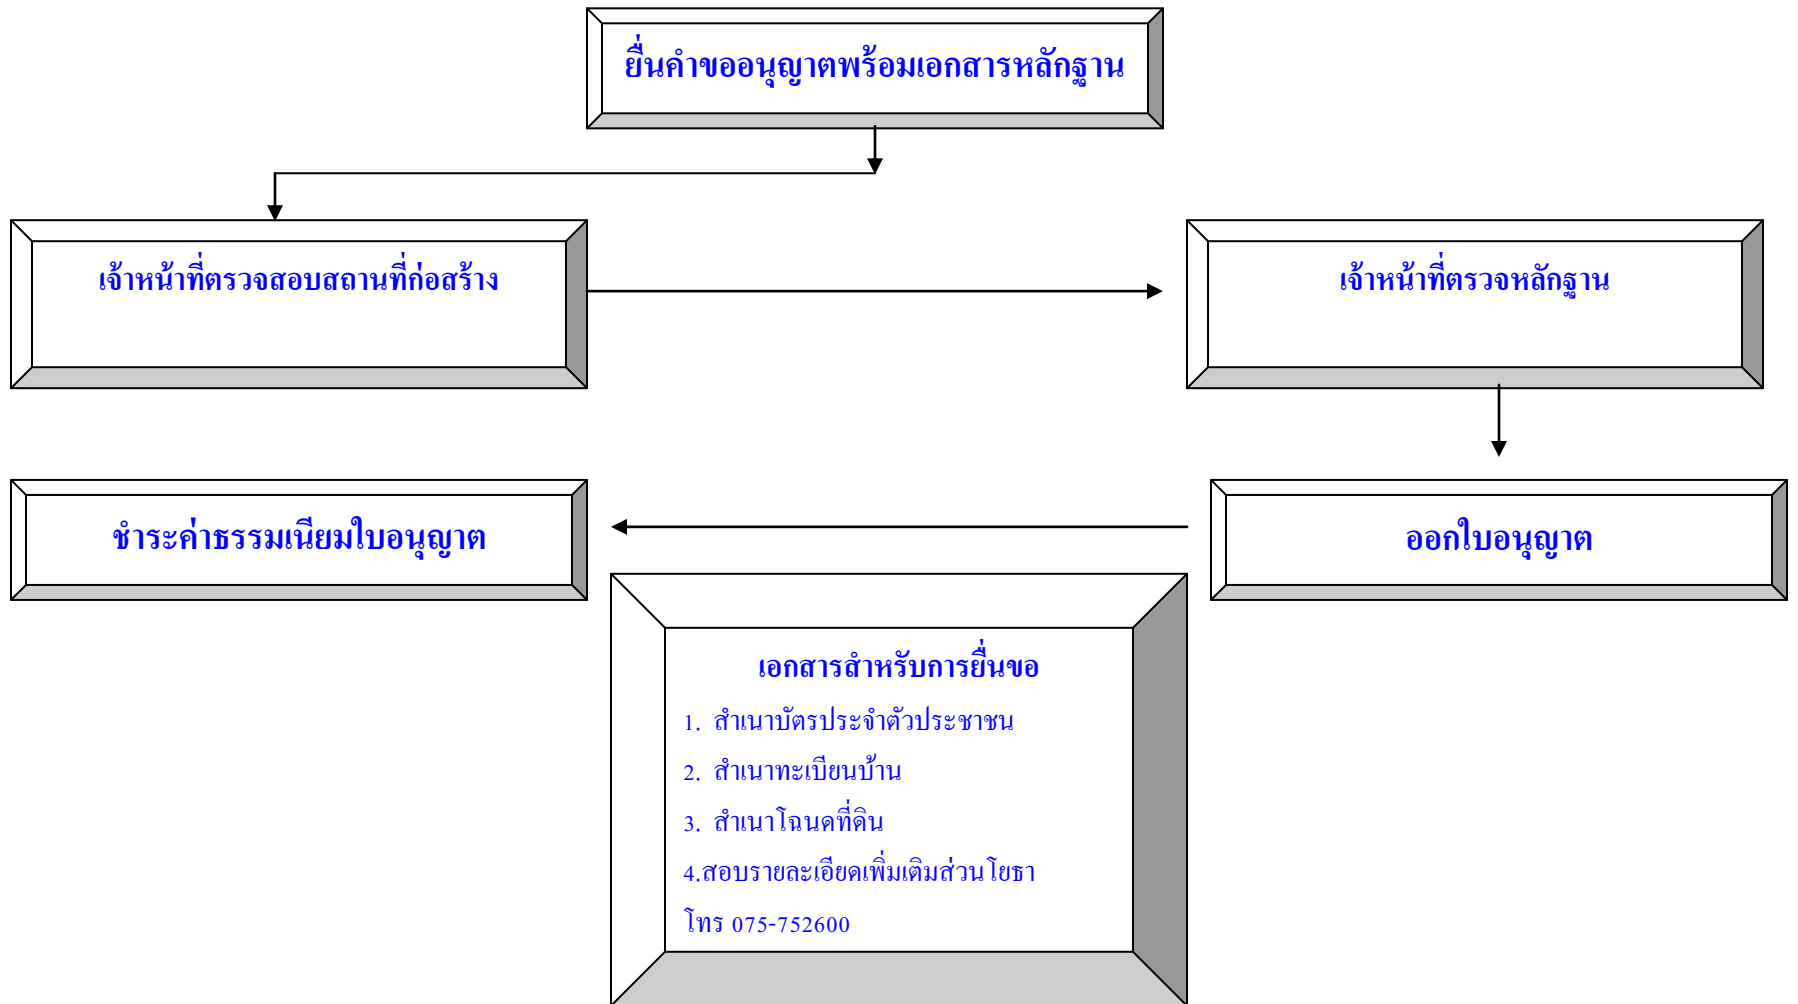 ยื่นคำขออนุญาตพร้อมเอกสารหลักฐาน
เจ้าหน้าที่ตรวจสอบสถานที่ก่อสร้าง
เจ้าหน้าที่ตรวจหลักฐาน
ชำระค่าธรรมเนียมใบอนุญาต
ออกใบอนุญาต
เอกสารสำหรับการยื่นขอ
1. สำเนาบัตรประจำตัวประชาชน
2. สำเนาทะเบียนบ้าน
3. สำเนาโฉนดที่ดิน
4.สอบรายละเอียดเพิ่มเติมส่วนโยธา
โทร 075-752600